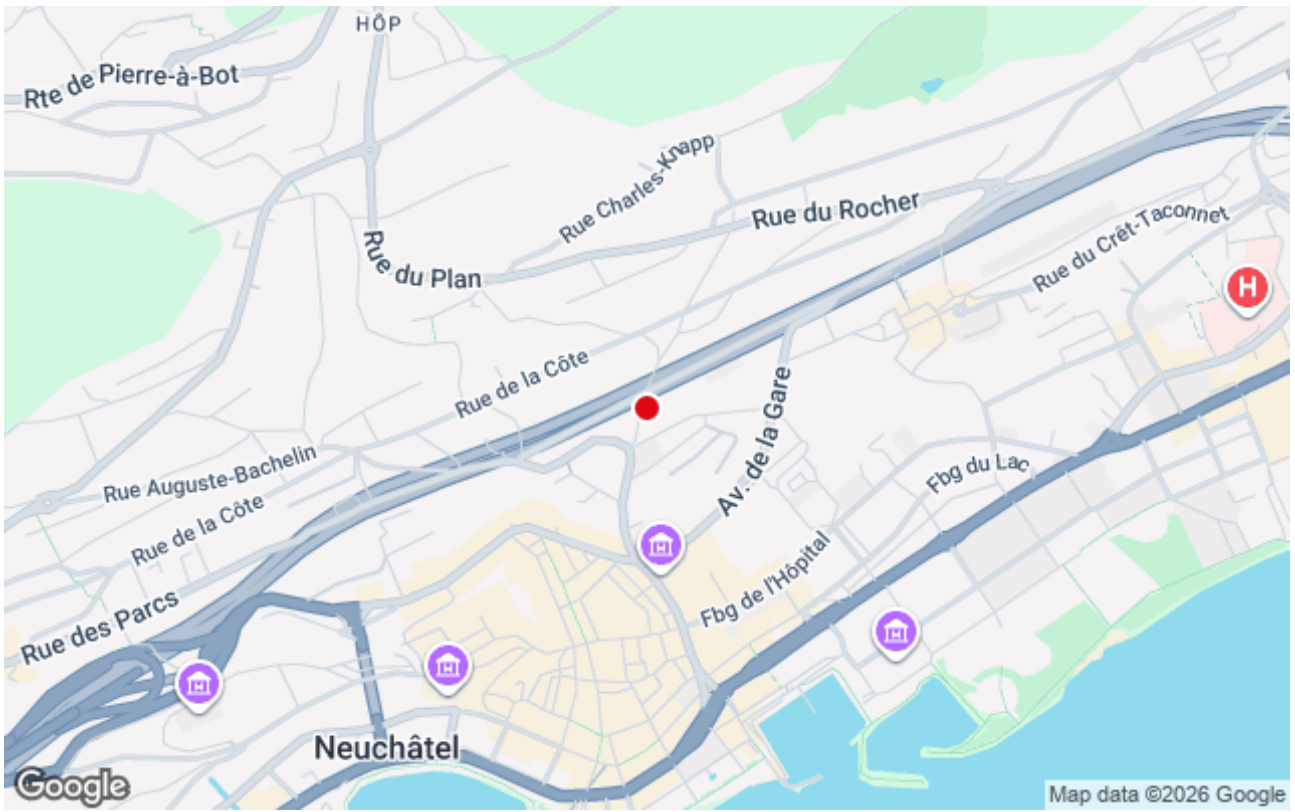 HÔP
Rte de Pierre-à-Bot
Rue Charles-Knapp
Rue du Rocher
Rue du Crêt-Taconnet
Rue du Plan
H
Rue de la Côte
Av. de la Gare
Rue Auguste-Bachelin
Fbg du Lac
Rue de la Côte
Fbg de l'Hôpital
Rue des Parcs
Neuchâtel
Google
Map data ©2026 Google